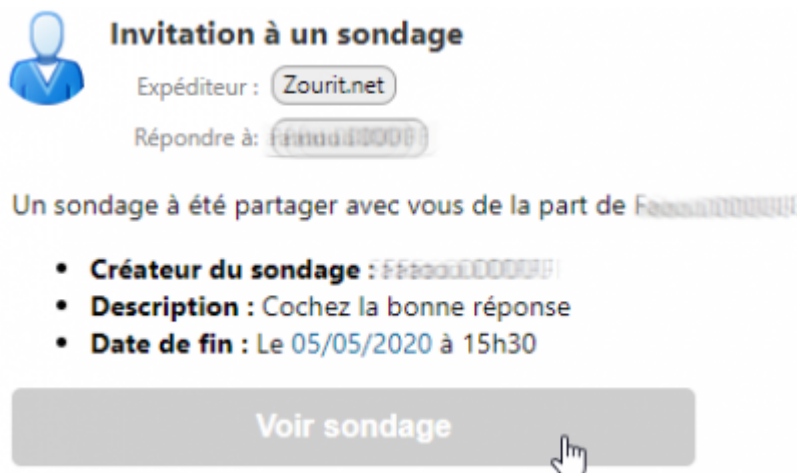 Invitation à un sondage
Expéditeur : Zourit.net
Répondre à:
Un sondage à été partager avec vous de la part de
Créateur du sondage :
Description : Cochez la bonne réponse
Date de fin : Le 05/05/2020 à 15h30
Voir sondage